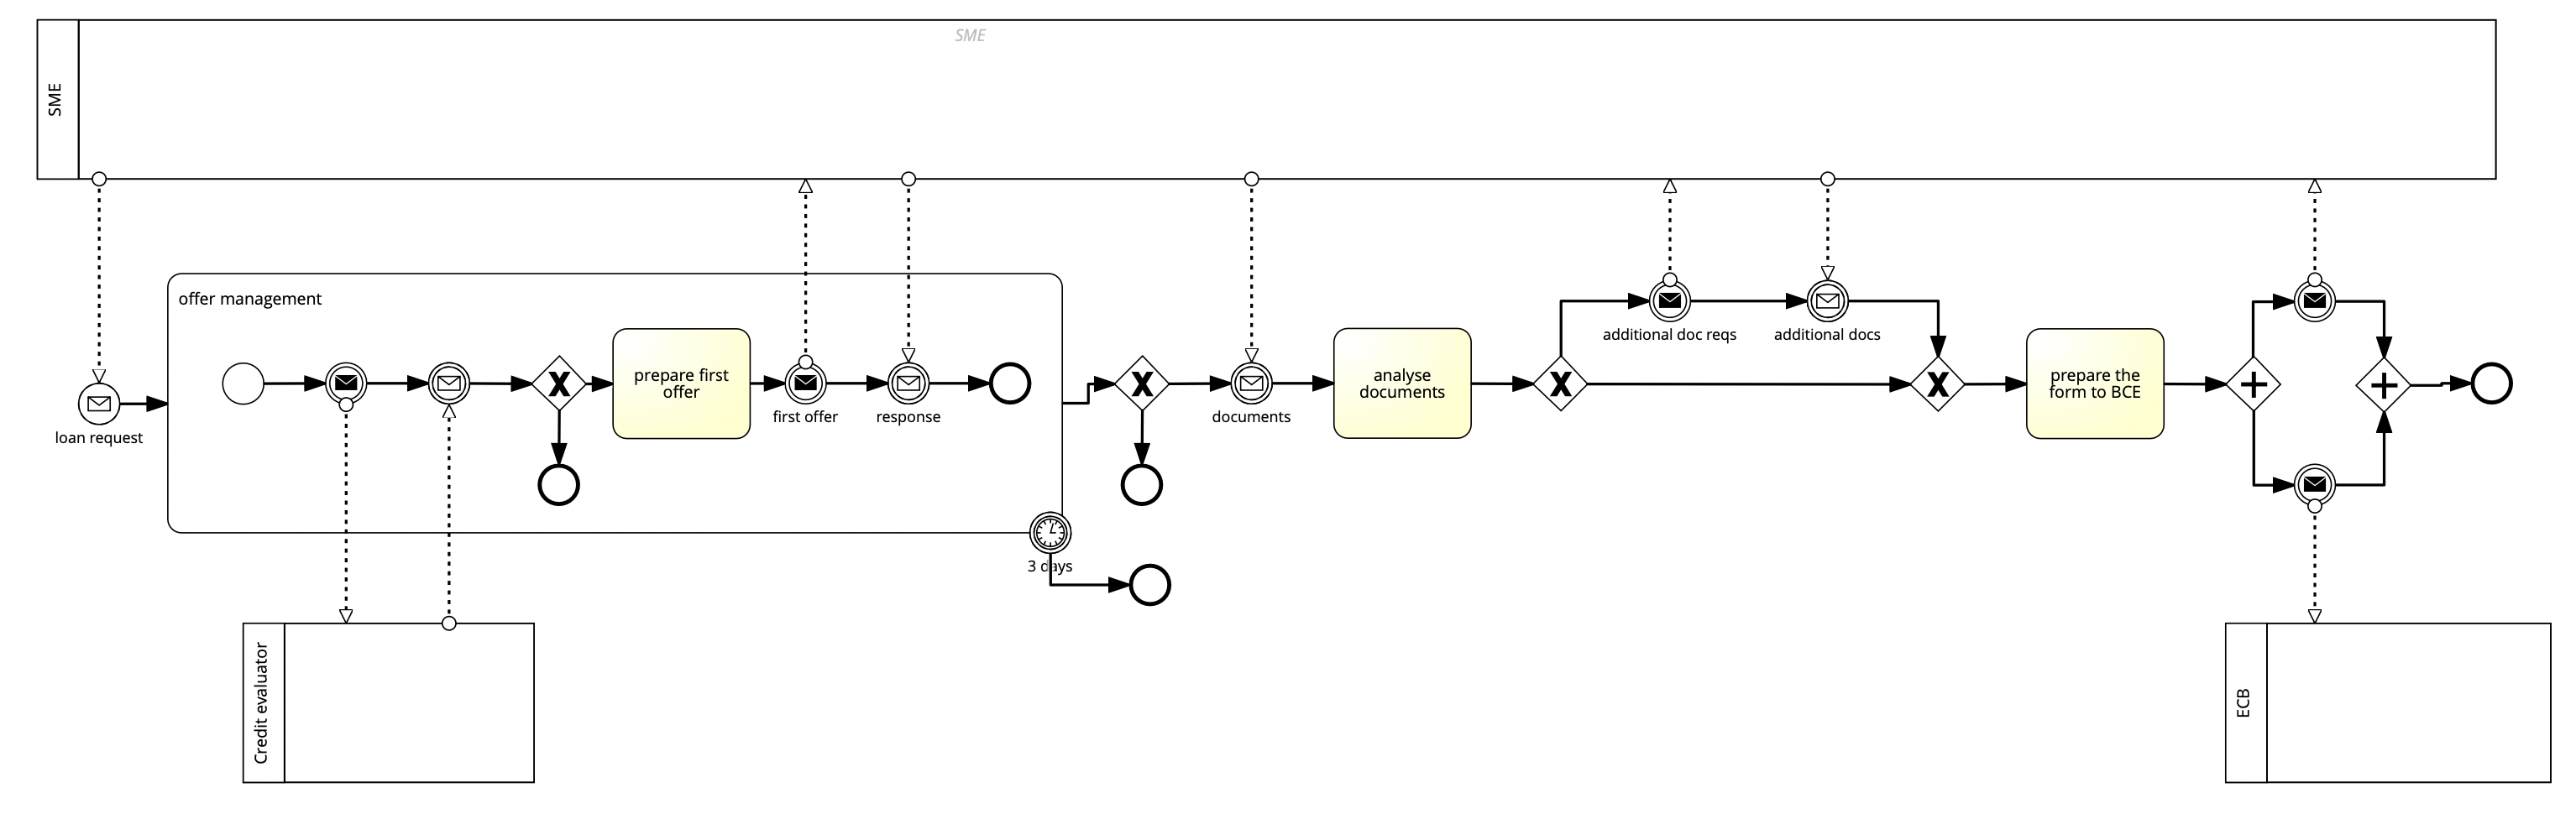 SME
SME
offer management
loan request
prepare first
offer
first offer
response
3 days
documents
analyse
documents
additional doc reqs
additional docs
prepare the
form to BCE
Credit evaluator
ECB